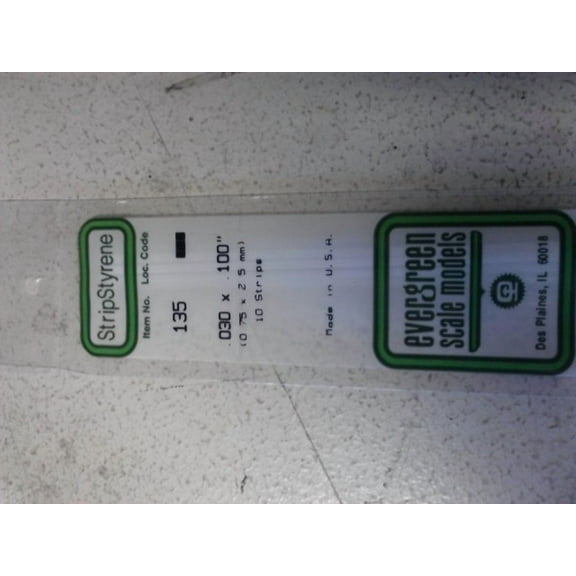 StripStyrene
Item No. Loc. Code
135
.030 x .100"
(0.75 x 2.5 mm)
10 Strips
Made in U.S.A.
evergreen
scale models
Des Plaines, IL 60018